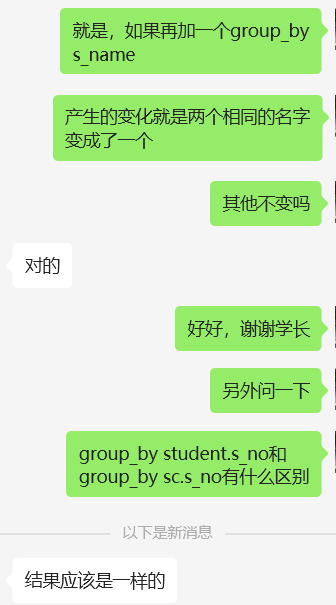 就是，如果再加一个group_by
s_name
产生的变化就是两个相同的名字
变成了一个
其他不变吗
对的
好好，谢谢学长
另外问一下
group_by student.s_no和
group_by sc.s_no有什么区别
以下是新消息
结果应该是一样的